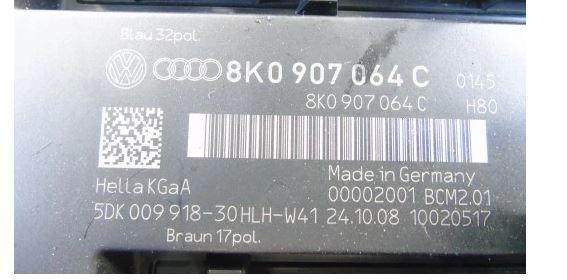 Blau 32pol.
8K0 907 064 C 0145
8K0 907 064 C H80
Made in Germany
Hella KGaA 00002001 BCM2.01
5DK 009 918-30 HLH-W41 24.10.08 10020517
Braun 17pol.